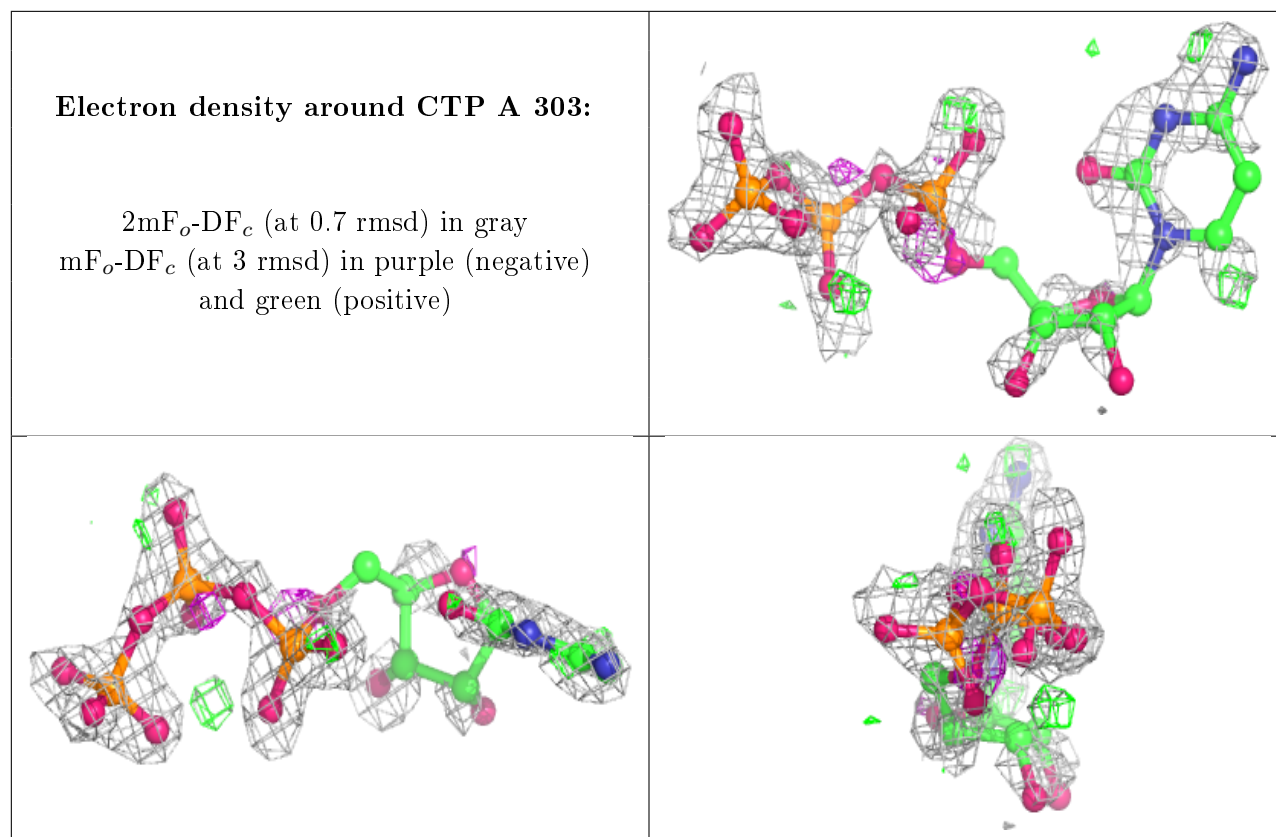 Electron density around CTP A 303:
2mFₒ-DF𝑐 (at 0.7 rmsd) in gray
mFₒ-DF𝑐 (at 3 rmsd) in purple (negative)
and green (positive)